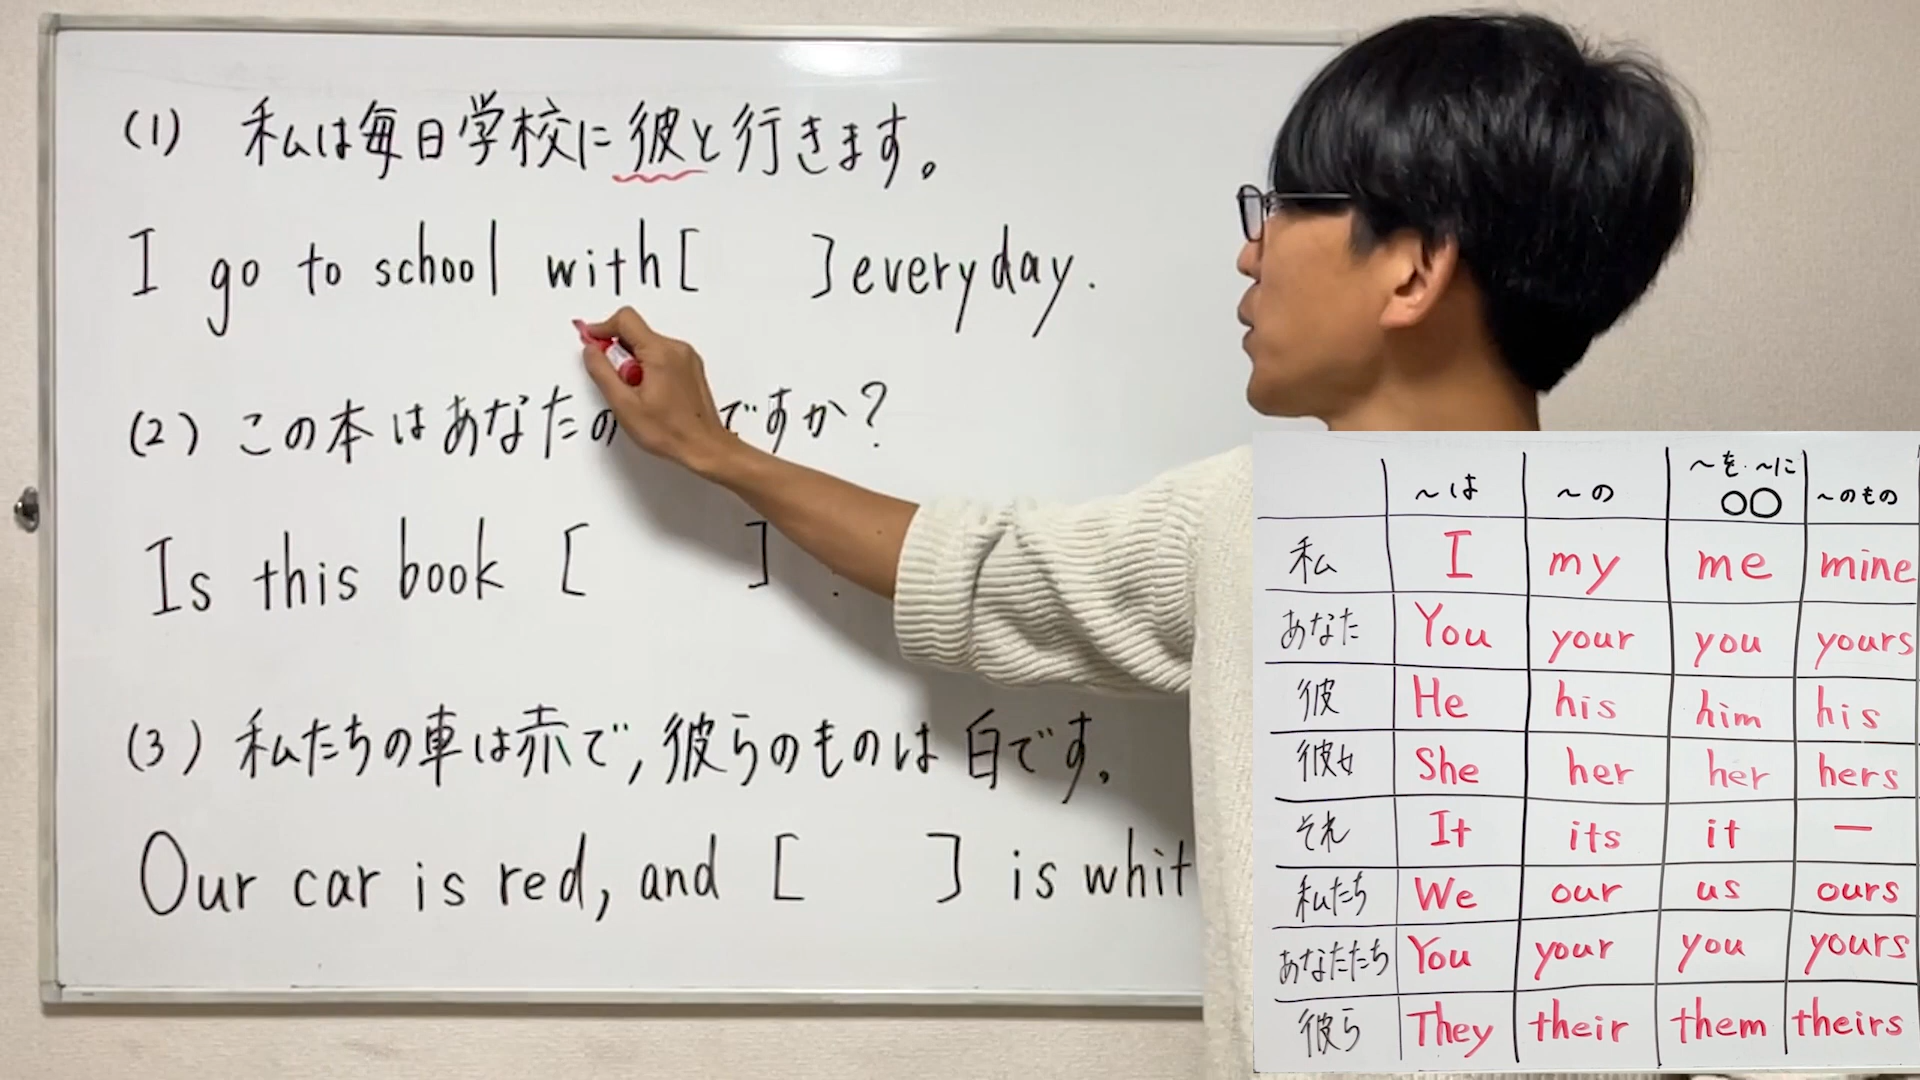 (1) 私は毎日学校に彼と行きます。
I go to school with [ ] everyday.
(2) この本はあなたの ですか?
Is this book [ ] ?
(3) 私たちの車は赤で, 彼らのものは白です。
Our car is red, and [ ] is whit
~は ~の ~を・~に ○○ ~のもの
私 I my me mine
あなた You your you yours
彼 He his him his
彼女 She her her hers
それ It its it —
私たち We our us ours
あなたたち You your you yours
彼ら They their them theirs